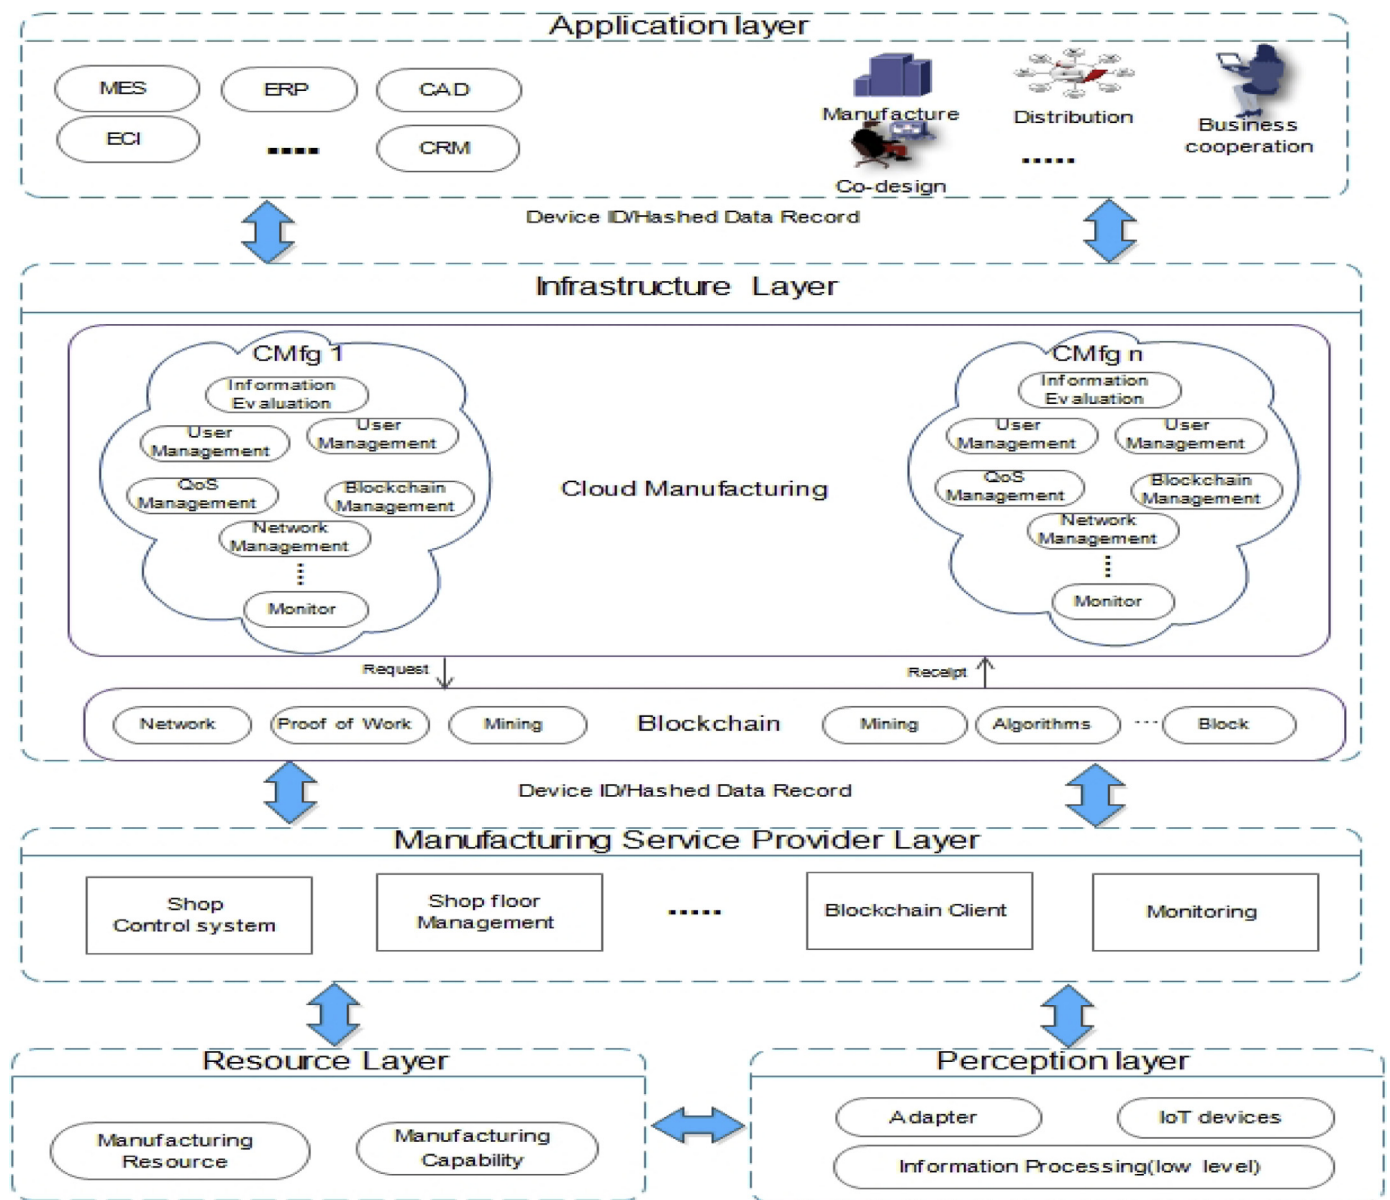 Application layer
MES
ERP
CAD
ECI
CRM
Manufacture
Distribution
Business
cooperation
Co-design
Device ID/Hashed Data Record
Infrastructure Layer
CMfg 1
Information
Evaluation
User
Management
User
Management
QoS
Management
Blockchain
Management
Network
Management
Monitor
Cloud Manufacturing
CMfg n
Information
Evaluation
User
Management
User
Management
QoS
Management
Blockchain
Management
Network
Management
Monitor
Request
Receipt
Network
Proof of Work
Mining
Blockchain
Mining
Algorithms
Block
Device ID/Hashed Data Record
Manufacturing Service Provider Layer
Shop
Control system
Shop floor
Management
Blockchain Client
Monitoring
Resource Layer
Manufacturing
Resource
Manufacturing
Capability
Perception layer
Adapter
IoT devices
Information Processing(low level)